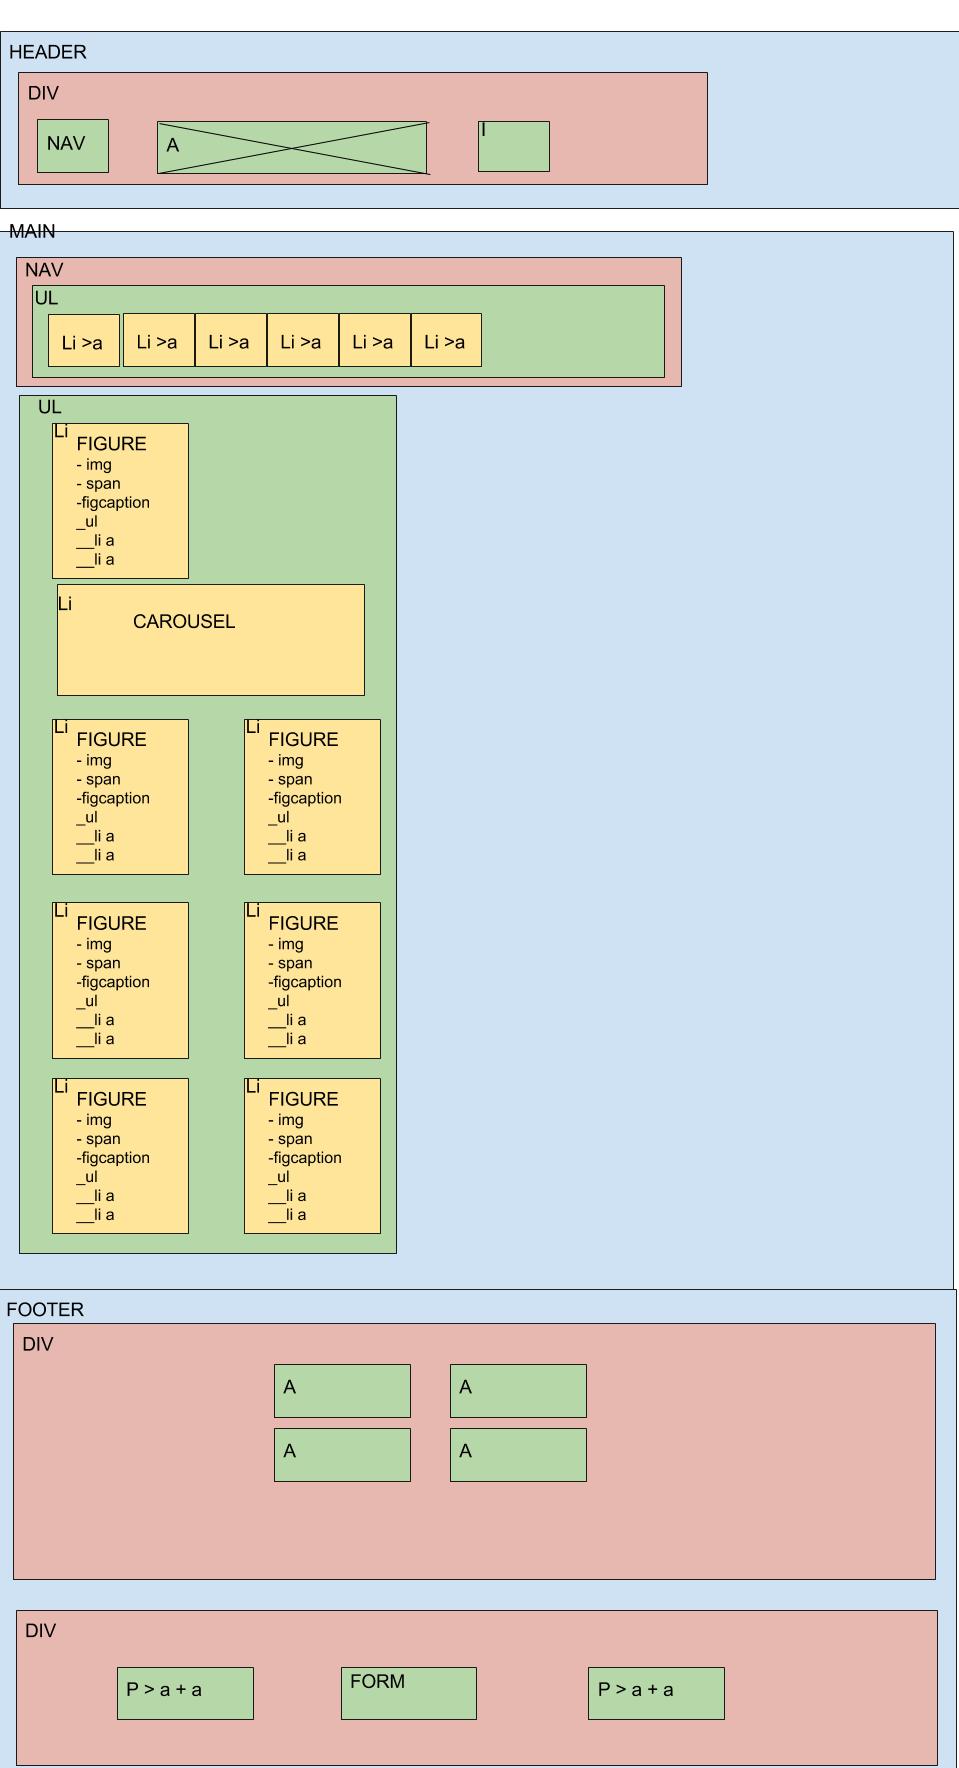 HEADER
DIV
NAV
A
I
MAIN
NAV
UL
Li >a
Li >a
Li >a
Li >a
Li >a
Li >a
UL
Li
FIGURE
- img
- span
-figcaption
_ul
__li a
__li a
Li
CAROUSEL
Li
FIGURE
- img
- span
-figcaption
_ul
__li a
__li a
Li
FIGURE
- img
- span
-figcaption
_ul
__li a
__li a
Li
FIGURE
- img
- span
-figcaption
_ul
__li a
__li a
Li
FIGURE
- img
- span
-figcaption
_ul
__li a
__li a
Li
FIGURE
- img
- span
-figcaption
_ul
__li a
__li a
Li
FIGURE
- img
- span
-figcaption
_ul
__li a
__li a
FOOTER
DIV
A
A
A
A
DIV
P > a + a
FORM
P > a + a